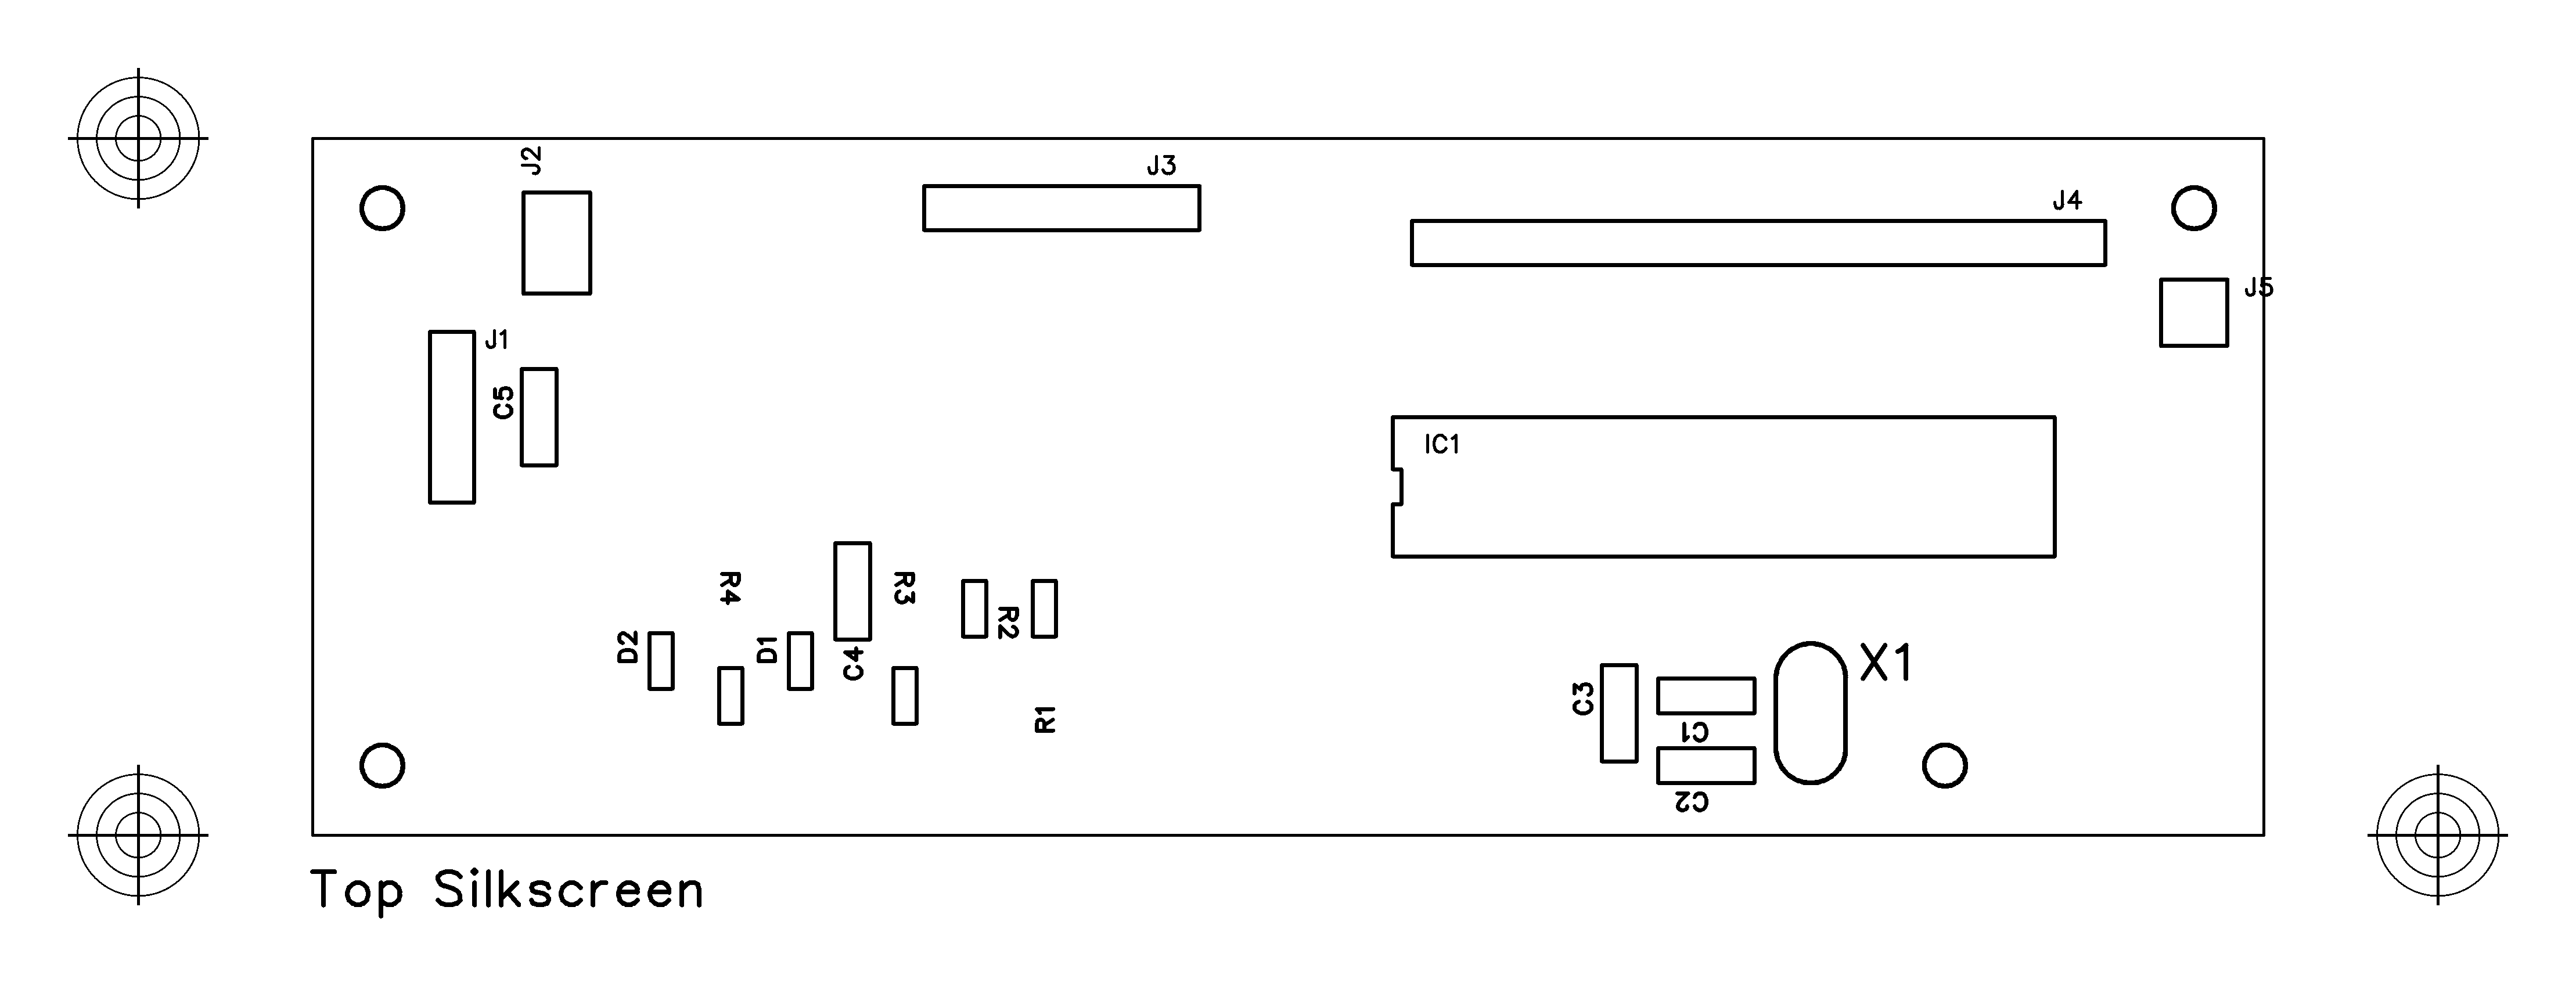 J2
J3
J4
J5
J1
C5
IC1
R4
R3
R2
D2
D1
C4
X1
C3
R1
C1
C2
Top Silkscreen